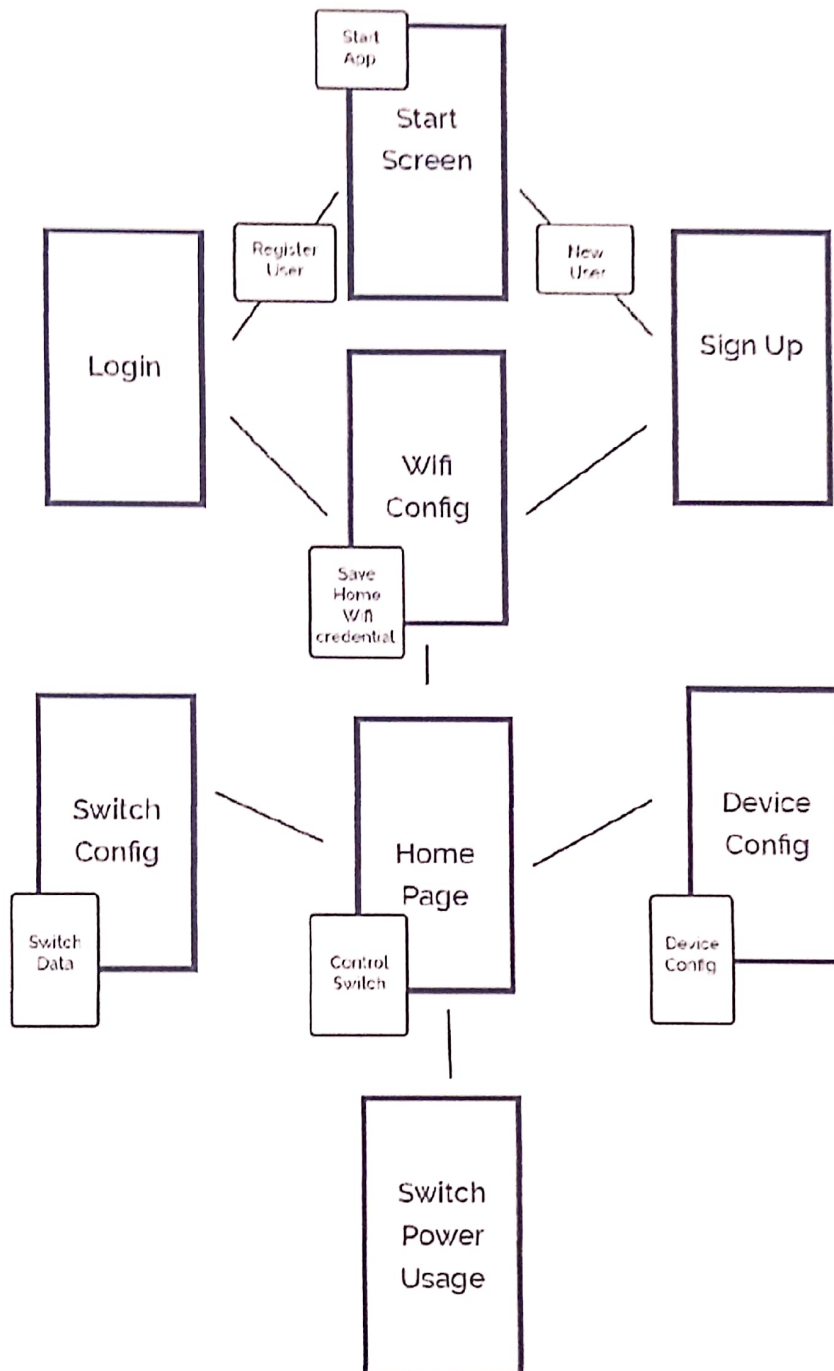 Start
App
Start
Screen
Register
User
New
User
Login
Sign Up
Wifi
Config
Save
Home
Wifi
credential
Switch
Config
Switch
Data
Home
Page
Control
Switch
Device
Config
Device
Config
Switch
Power
Usage